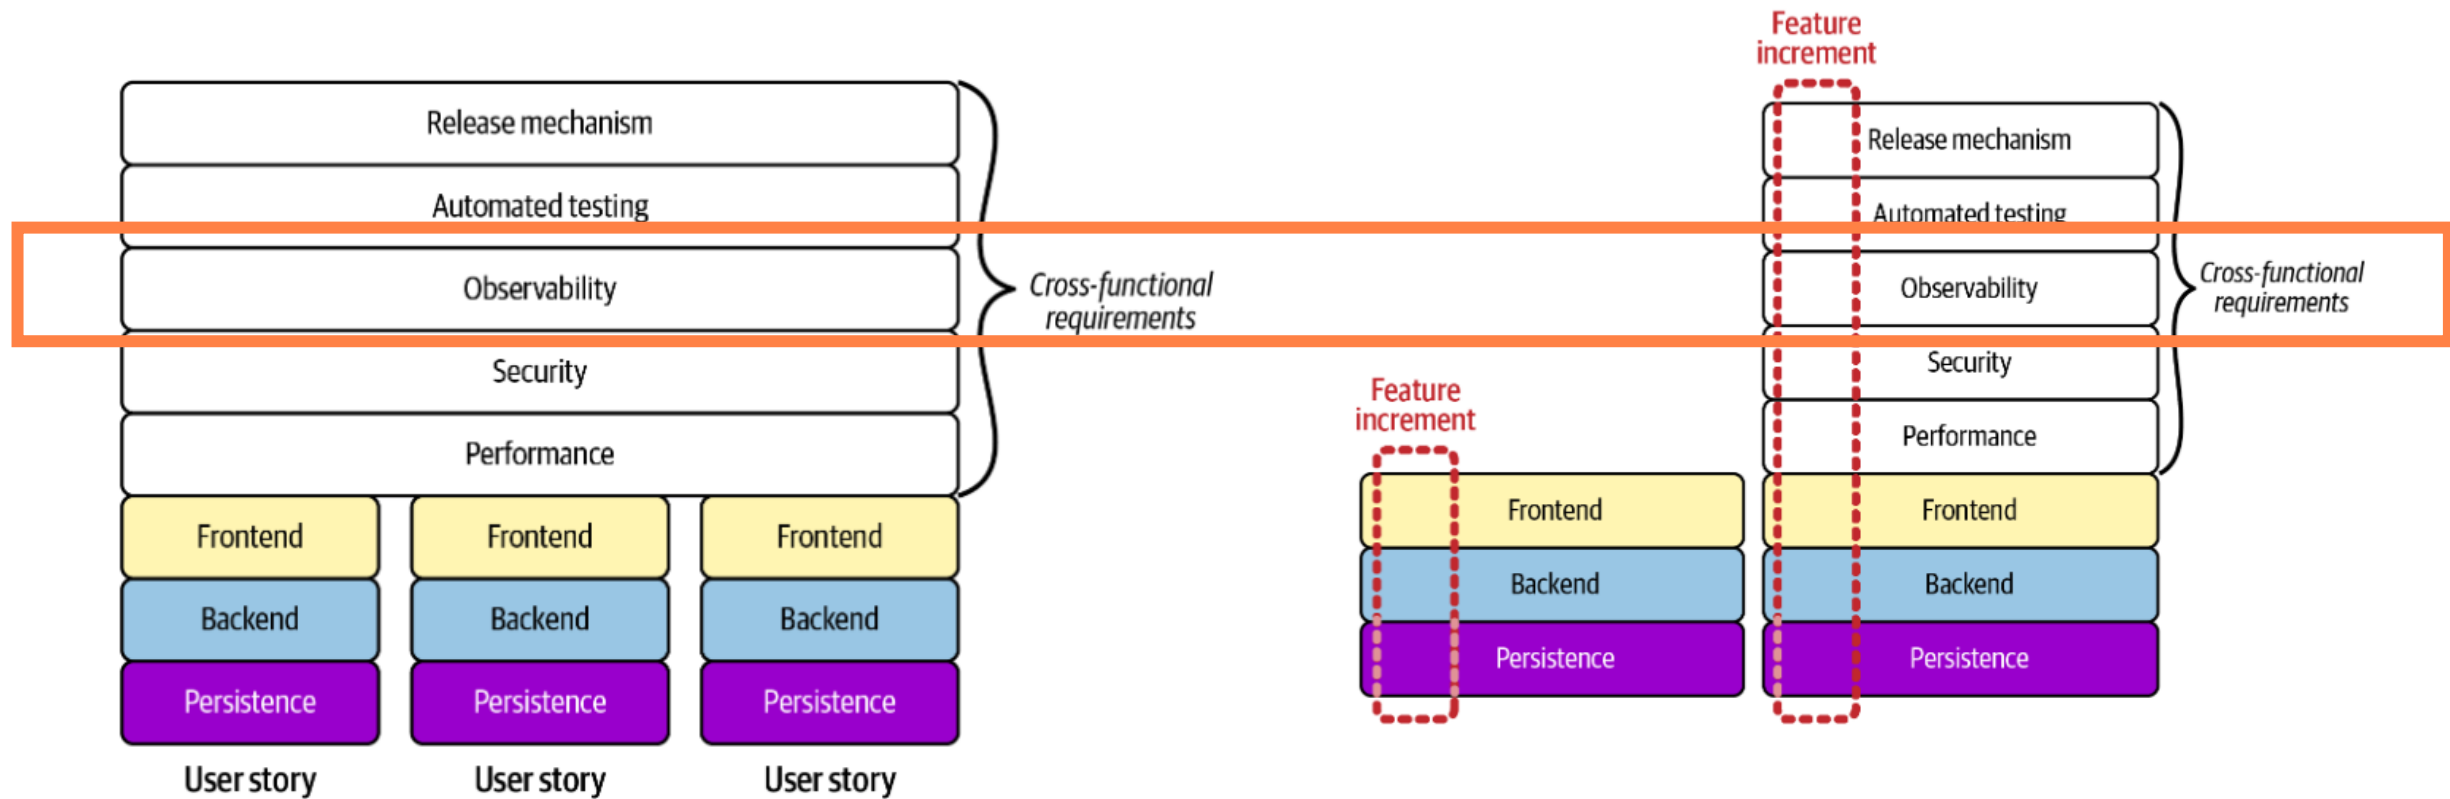 Release mechanism
Automated testing
Observability
Security
Performance
Cross-functional
requirements
Frontend
Frontend
Frontend
Backend
Backend
Backend
Persistence
Persistence
Persistence
User story
User story
User story
Feature
increment
Frontend
Backend
Persistence
Feature
increment
Release mechanism
Automated testing
Observability
Security
Performance
Frontend
Backend
Persistence
Cross-functional
requirements